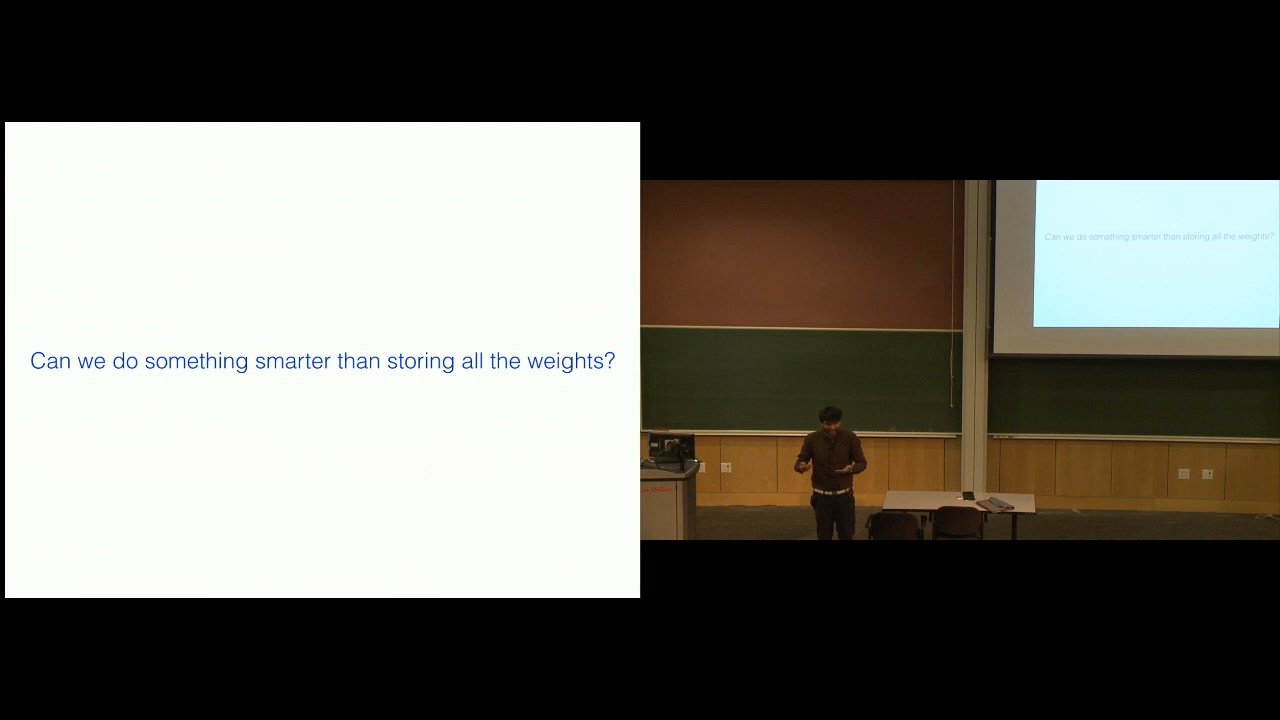 Can we do something smarter than storing all the weights?
Can we do something smarter than storing all the weights?